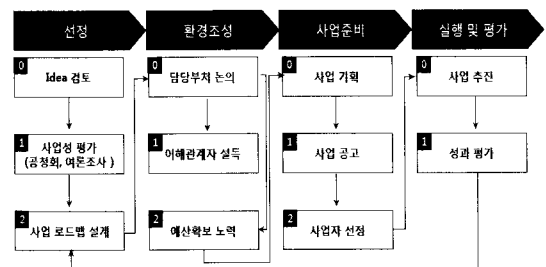 선정
환경조성
사업준비
실행 및 평가
0
Idea 검토
0
담당부처 논의
0
사업 기획
0
사업 추진
1
사업성 평가
(공청회, 여론조사 )
1
이해관계자 설득
1
사업 공고
1
성과 평가
2
사업 로드맵 설계
2
예산확보 노력
2
사업자 선정